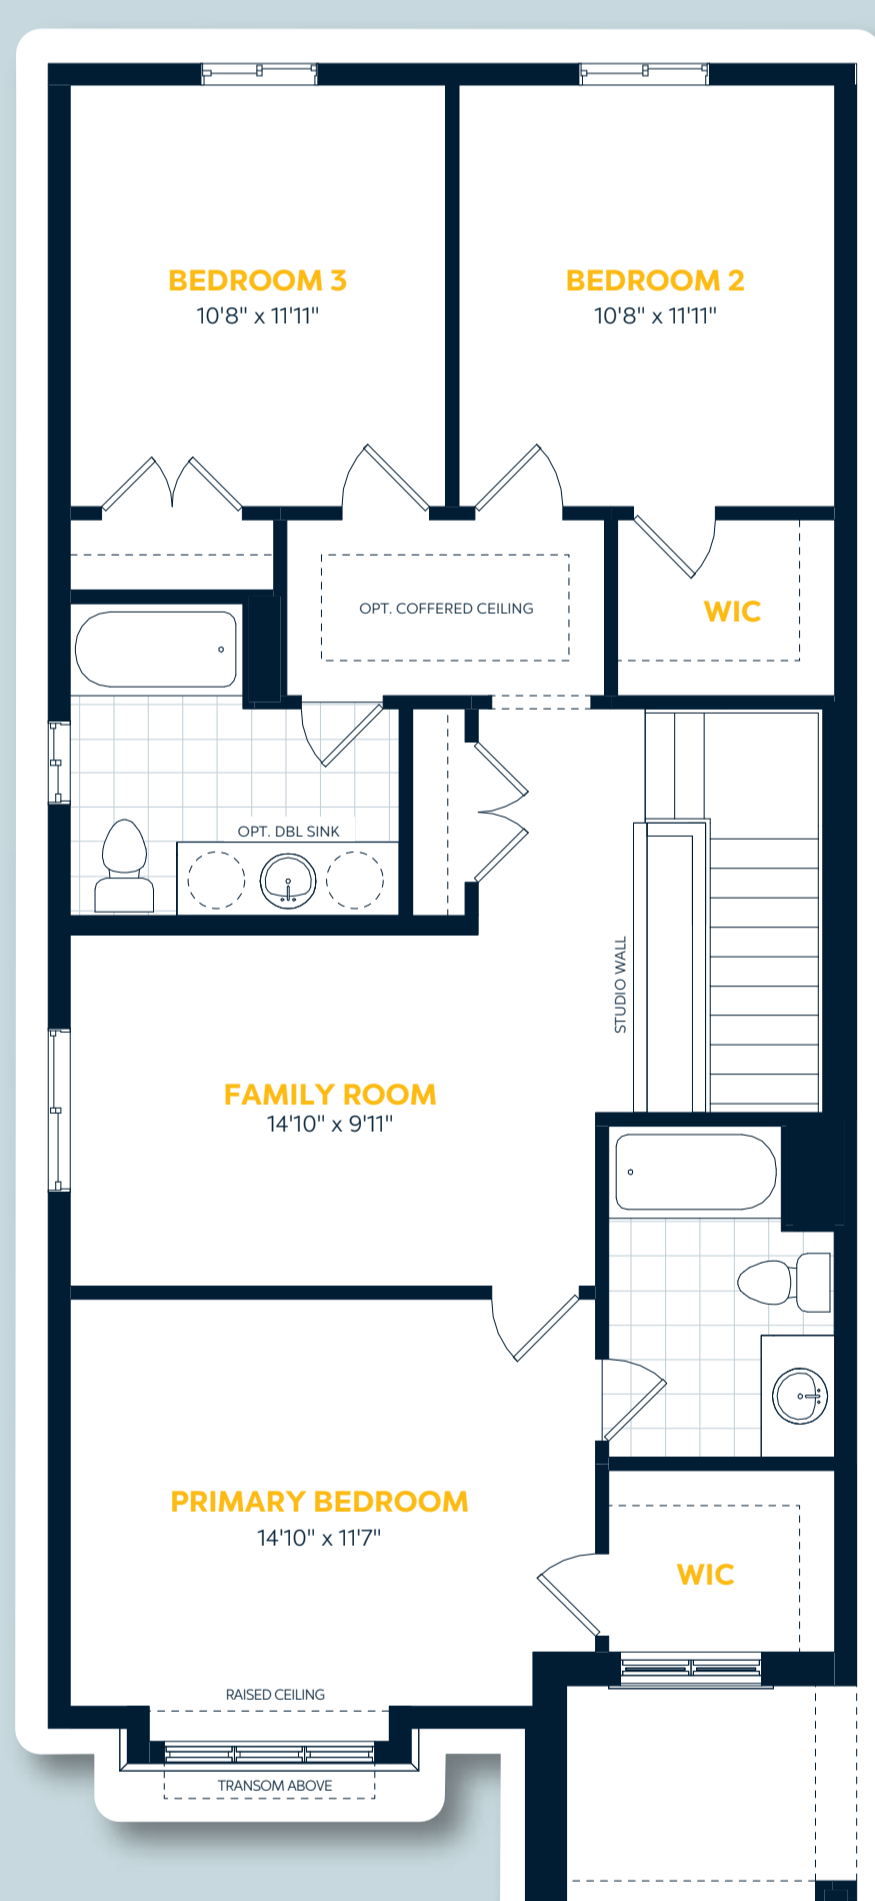 BEDROOM 3
10'8" x 11'11"
BEDROOM 2
10'8" x 11'11"
OPT. COFFERED CEILING
WIC
OPT. DBL SINK
STUDIO WALL
FAMILY ROOM
14'10" x 9'11"
PRIMARY BEDROOM
14'10" x 11'7"
WIC
RAISED CEILING
TRANSOM ABOVE